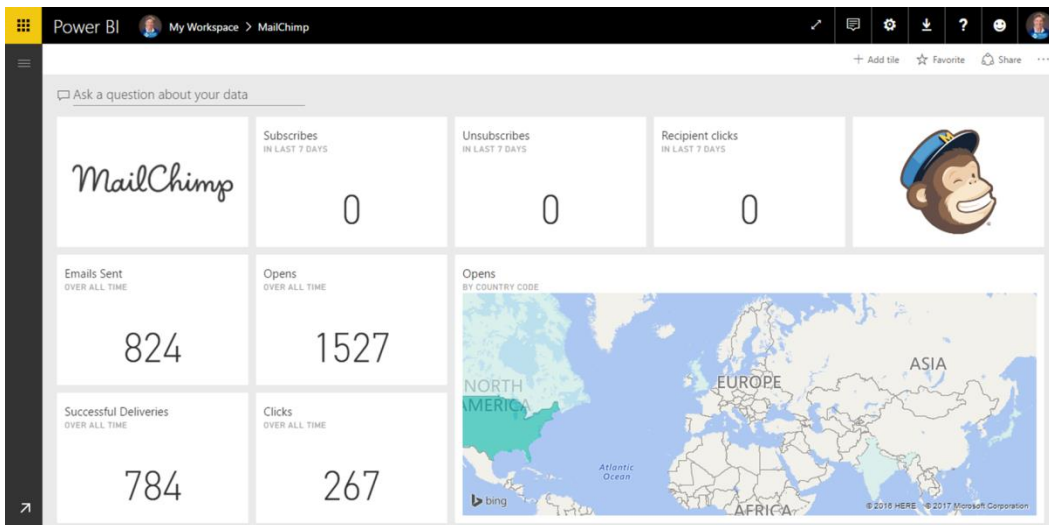 Power BI My Workspace > MailChimp ?
+ Add tile Favorite Share ...
Ask a question about your data
MailChimp
Subscribes
IN LAST 7 DAYS
0
Unsubscribes
IN LAST 7 DAYS
0
Recipient clicks
IN LAST 7 DAYS
0
M
Emails Sent
OVER ALL TIME
824
Opens
OVER ALL TIME
1527
Opens
BY COUNTRY CODE
NORTH
AMERICA
EUROPE
ASIA
Atlantic
Ocean
AFRICA
bing
© 2016 HERE © 2017 Microsoft Corporation
Successful Deliveries
OVER ALL TIME
784
Clicks
OVER ALL TIME
267